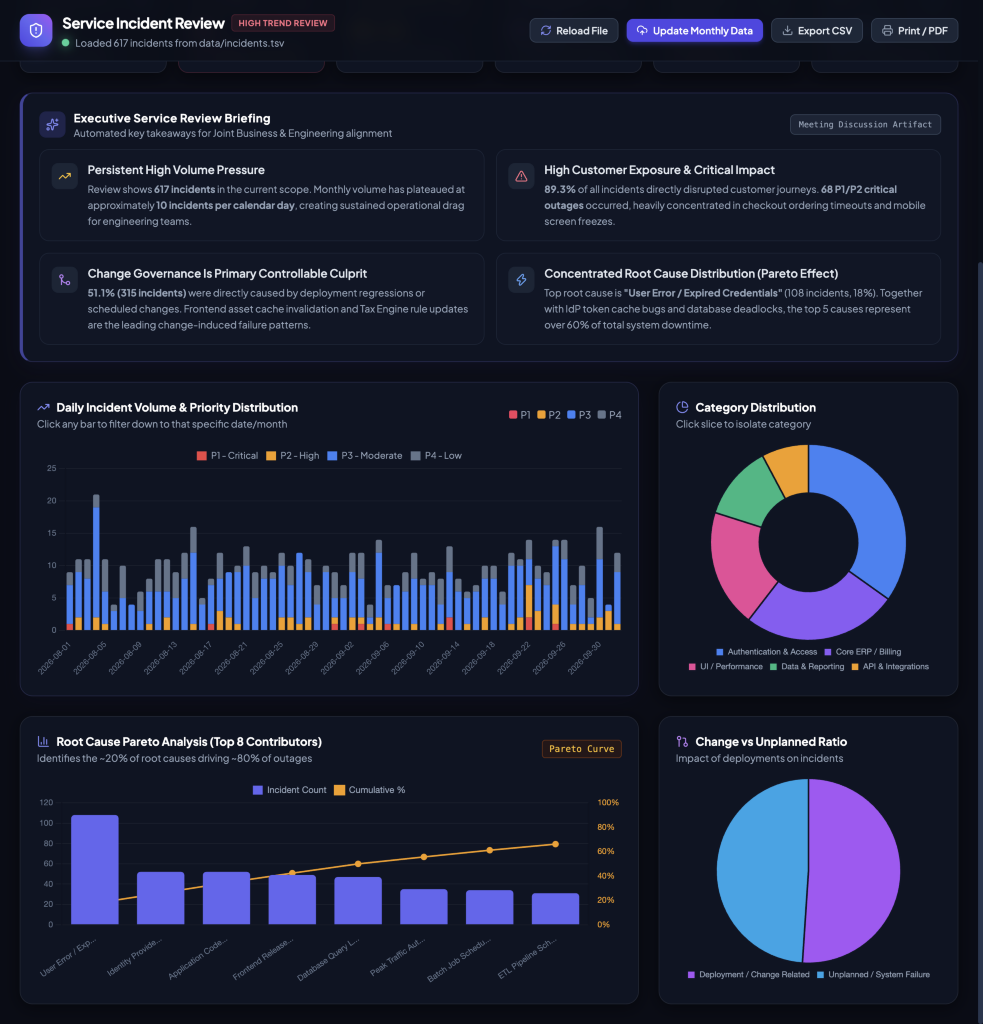 Service Incident Review
HIGH TREND REVIEW
Loaded 617 incidents from data/incidents.tsv
Reload File
Update Monthly Data
Export CSV
Print / PDF
Executive Service Review Briefing
Automated key takeaways for Joint Business & Engineering alignment
Meeting Discussion Artifact
Persistent High Volume Pressure
Review shows 617 incidents in the current scope. Monthly volume has plateaued at
approximately 10 incidents per calendar day, creating sustained operational drag
for engineering teams.
High Customer Exposure & Critical Impact
89.3% of all incidents directly disrupted customer journeys. 68 P1/P2 critical
outages occurred, heavily concentrated in checkout ordering timeouts and mobile
screen freezes.
Change Governance Is Primary Controllable Culprit
51.1% (315 incidents) were directly caused by deployment regressions or
scheduled changes. Frontend asset cache invalidation and Tax Engine rule updates
are the leading change-induced failure patterns.
Concentrated Root Cause Distribution (Pareto Effect)
Top root cause is "User Error / Expired Credentials" (108 incidents, 18%). Together
with IdP token cache bugs and database deadlocks, the top 5 causes represent
over 60% of total system downtime.
Daily Incident Volume & Priority Distribution
Click any bar to filter down to that specific date/month
P1 P2 P3 P4
P1 - Critical P2 - High P3 - Moderate P4 - Low
25
20
15
10
5
0
2026-08-01
2026-08-05
2026-08-09
2026-08-13
2026-08-17
2026-08-21
2026-08-25
2026-08-29
2026-09-02
2026-09-06
2026-09-10
2026-09-14
2026-09-18
2026-09-22
2026-09-26
2026-09-30
Category Distribution
Click slice to isolate category
Authentication & Access Core ERP / Billing
UI / Performance Data & Reporting API & Integrations
Root Cause Pareto Analysis (Top 8 Contributors)
Identifies the ~20% of root causes driving ~80% of outages
Pareto Curve
Incident Count Cumulative %
120
100
80
60
40
20
0
100%
80%
60%
40%
20%
0%
User Error / Exp...
Identity Provide...
Application Code...
Frontend Release...
Database Query L...
Peak Traffic Aut...
Batch Job Schedu...
ETL Pipeline Sch...
Change vs Unplanned Ratio
Impact of deployments on incidents
Deployment / Change Related Unplanned / System Failure